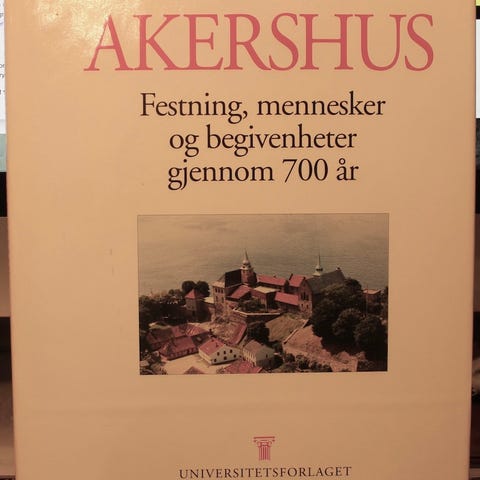 AKERSHUS
Festning, mennesker
og begivenheter
gjennom 700 år
UNIVERSITETSFORLAGET